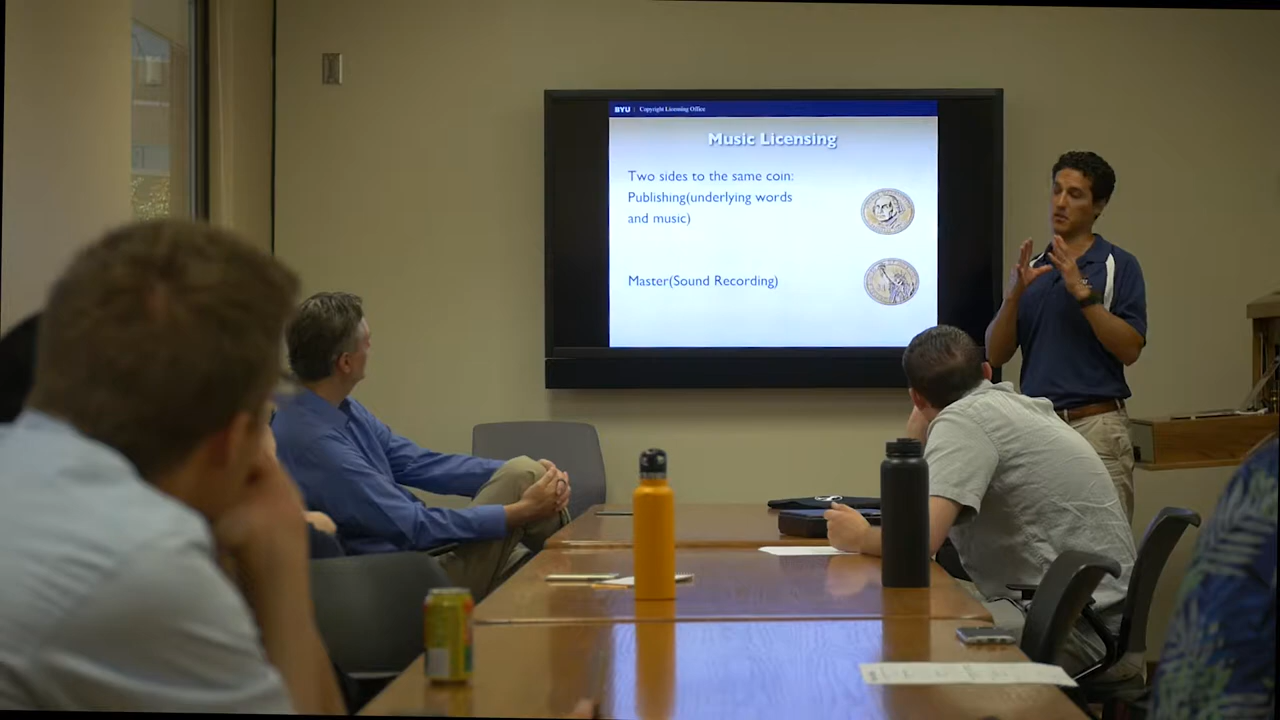 BYU | Copyright Licensing Office
Music Licensing
Two sides to the same coin:
Publishing(underlying words
and music)
Master(Sound Recording)